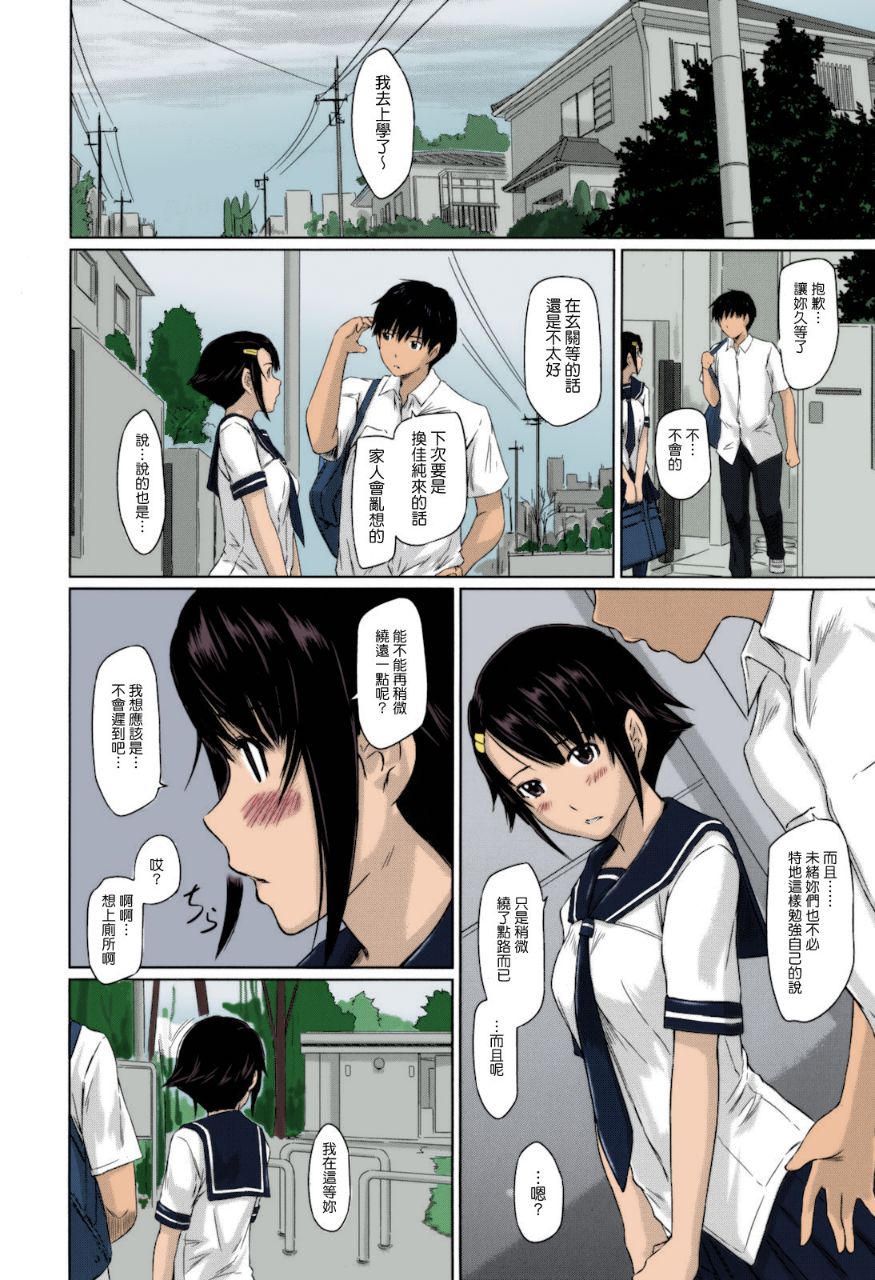 我去上學了～
抱歉…
讓妳久等了
不…
不會的
在玄關等的話
還是不太好
下次要是
換佳純來的話
家人會亂想的
說…說的也是…
而且……
未緒妳們也不必
特地這樣勉強自己的說
只是稍微
繞了點路而已
…而且呢
…嗯？
能不能再稍微
繞遠一點呢？
我想應該是…
不會遲到吧…
哎？
啊啊…
想上廁所啊
ちら
我在這等妳